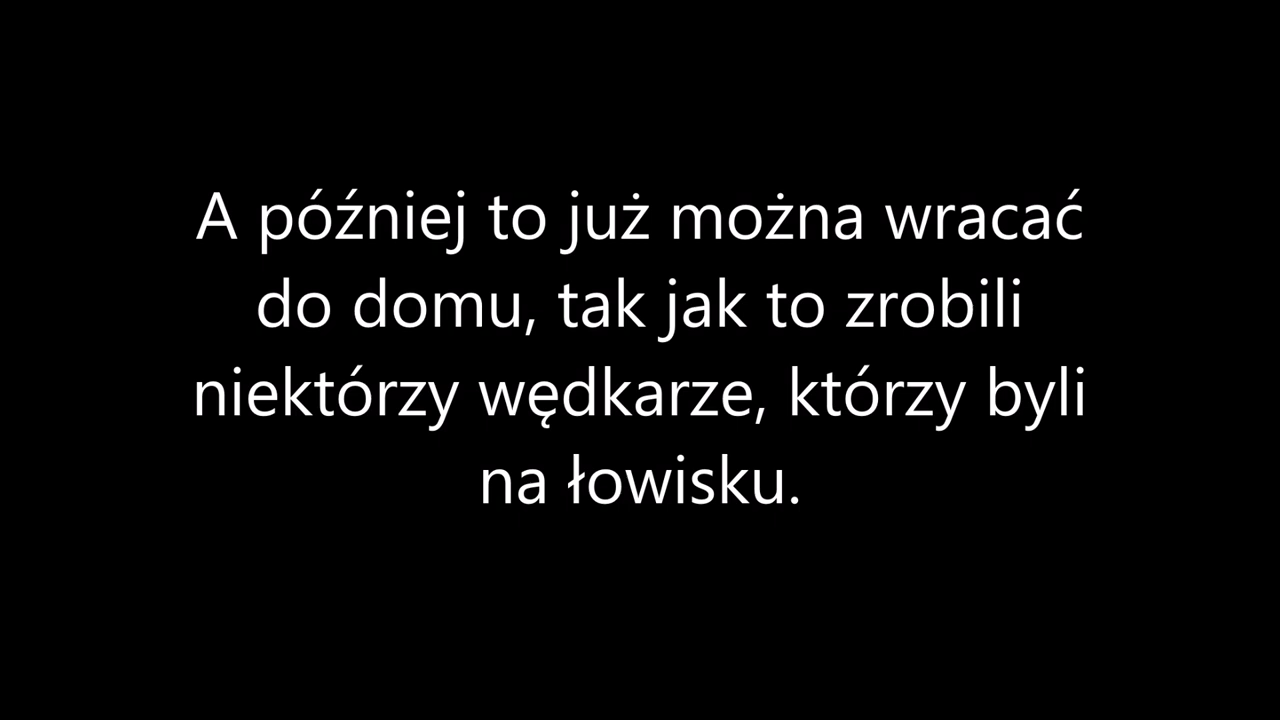 A później to już można wracać
do domu, tak jak to zrobili
niektórzy wędkarze, którzy byli
na łowisku.